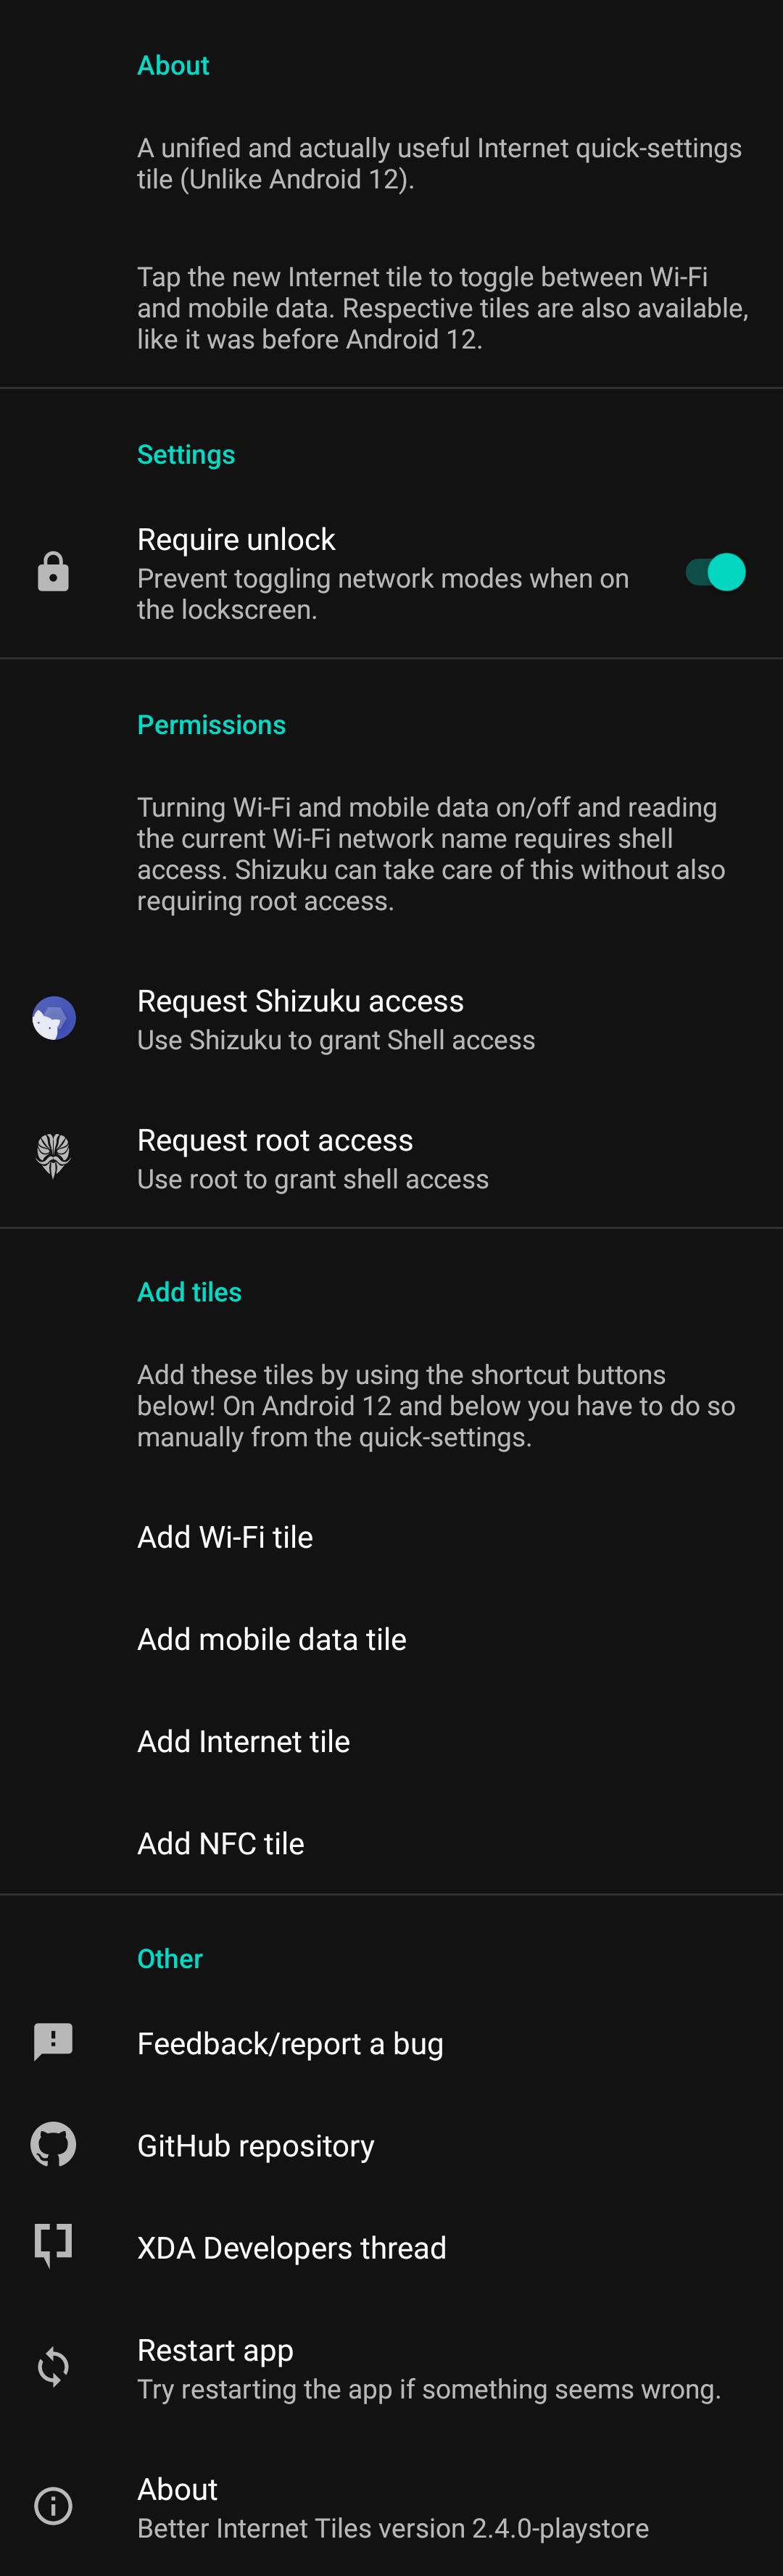 About
A unified and actually useful Internet quick-settings
tile (Unlike Android 12).
Tap the new Internet tile to toggle between Wi-Fi
and mobile data. Respective tiles are also available,
like it was before Android 12.
Settings
Require unlock
Prevent toggling network modes when on
the lockscreen.
Permissions
Turning Wi-Fi and mobile data on/off and reading
the current Wi-Fi network name requires shell
access. Shizuku can take care of this without also
requiring root access.
Request Shizuku access
Use Shizuku to grant Shell access
Request root access
Use root to grant shell access
Add tiles
Add these tiles by using the shortcut buttons
below! On Android 12 and below you have to do so
manually from the quick-settings.
Add Wi-Fi tile
Add mobile data tile
Add Internet tile
Add NFC tile
Other
Feedback/report a bug
GitHub repository
XDA Developers thread
Restart app
Try restarting the app if something seems wrong.
About
Better Internet Tiles version 2.4.0-playstore